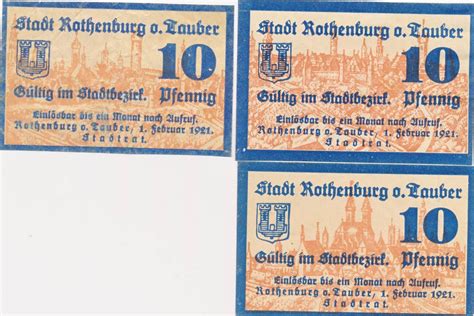 Stadt Rothenburg o. Tauber
10
Gültig im Stadtbezirk. Pfennig
Einlösbar bis ein Monat nach Aufruf.
Rothenburg o. Tauber, 1. Februar 1921.
Stadtrat.
Stadt Rothenburg o. Tauber
10
Gültig im Stadtbezirk. Pfennig
Einlösbar bis ein Monat nach Aufruf.
Rothenburg o. Tauber, 1. Februar 1921.
Stadtrat.
Stadt Rothenburg o. Tauber
10
Gültig im Stadtbezirk. Pfennig
Einlösbar bis ein Monat nach Aufruf.
Rothenburg o. Tauber, 1. Februar 1921.
Stadtrat.